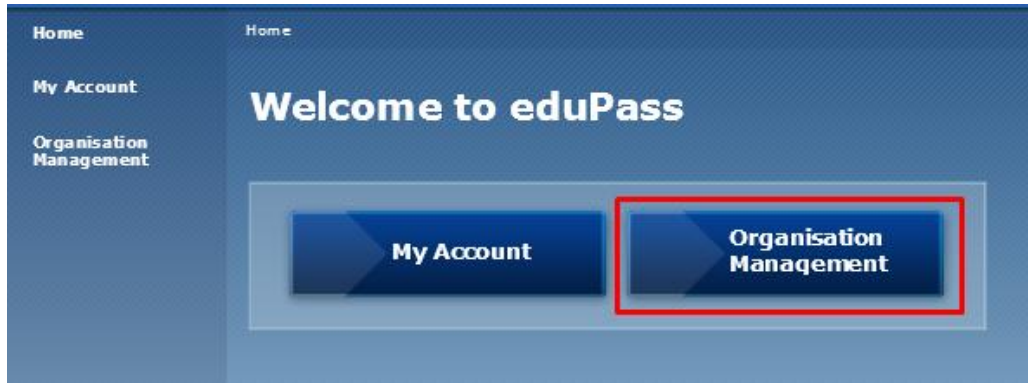 Home
My Account
Organisation
Management
Home
Welcome to eduPass
My Account
Organisation
Management